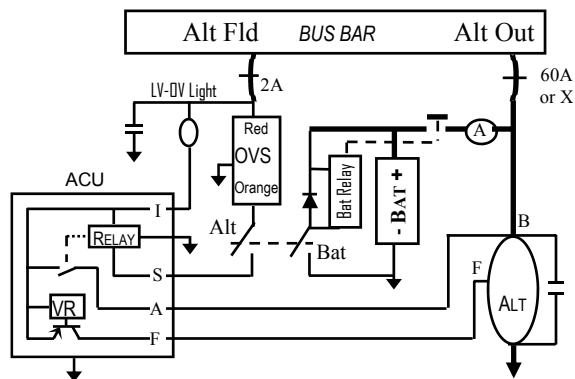 Alt Fld BUS BAR Alt Out
2A
60A
or X
LV-OV Light
Red
OVS
Orange
A
Bat Relay
- BAT +
ACU
I
RELAY
Alt
Bat
B
S
F
A
ALT
VR
F